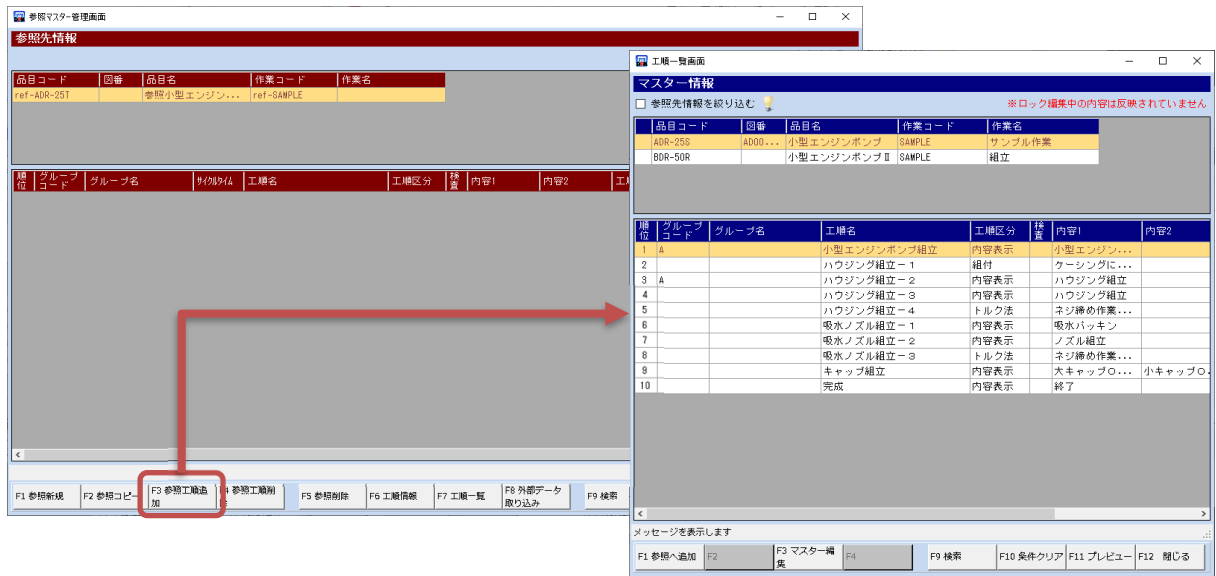 参照マスター管理画面
参照先情報
品目コード 図番 品目名 作業コード 作業名
ref-ADR-25T 参照小型エンジン... ref-SAMPLE
順位 グループコード グループ名 サイクルタイム 工順名 工順区分 検査 内容1 内容2
F1 参照新規 F2 参照コピー F3 参照工順追加 F4 参照工順削除 F5 参照削除 F6 工順情報 F7 工順一覧 F8 外部データ取り込み F9 検索
工順一覧画面
マスター情報
参照先情報を絞り込む ※ロック編集中の内容は反映されていません
品目コード 図番 品目名 作業コード 作業名
ADR-25S AD00... 小型エンジンポンプ SAMPLE サンプル作業
BDR-50R 小型エンジンポンプⅡ SAMPLE 組立
順位 グループコード グループ名 工順名 工順区分 検査 内容1 内容2
1 A 小型エンジンポンプ組立 内容表示 小型エンジン...
2 ハウジング組立－1 組付 ケーシングに...
3 A ハウジング組立－2 内容表示 ハウジング組立
4 ハウジング組立－3 内容表示 ハウジング組立
5 ハウジング組立－4 トルク法 ネジ締め作業...
6 吸水ノズル組立－1 内容表示 吸水パッキン
7 吸水ノズル組立－2 内容表示 ノズル組立
8 吸水ノズル組立－3 トルク法 ネジ締め作業...
9 キャップ組立 内容表示 大キャップO... 小キャップO.
10 完成 内容表示 終了
メッセージを表示します
F1 参照へ追加 F2 F3 マスター編集 F4 F9 検索 F10 条件クリア F11 プレビュー F12 閉じる